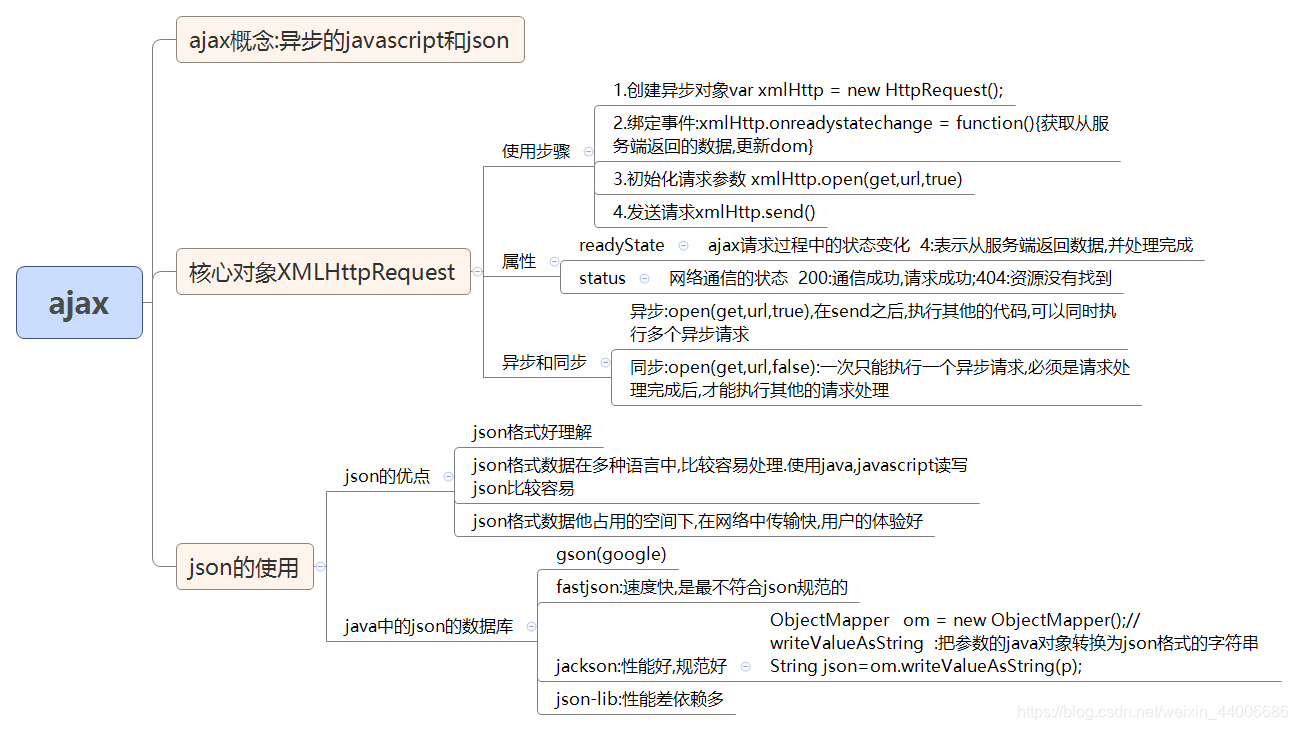 ajax
ajax概念:异步的javascript和json
核心对象XMLHttpRequest
使用步骤
1.创建异步对象var xmlHttp = new HttpRequest();
2.绑定事件:xmlHttp.onreadystatechange = function(){获取从服
务端返回的数据,更新dom}
3.初始化请求参数 xmlHttp.open(get,url,true)
4.发送请求xmlHttp.send()
属性
readyState
ajax请求过程中的状态变化 4:表示从服务端返回数据,并处理完成
status
网络通信的状态 200:通信成功,请求成功;404:资源没有找到
异步和同步
异步:open(get,url,true),在send之后,执行其他的代码,可以同时执
行多个异步请求
同步:open(get,url,false):一次只能执行一个异步请求,必须是请求处
理完成后,才能执行其他的请求处理
json的使用
json的优点
json格式好理解
json格式数据在多种语言中,比较容易处理.使用java,javascript读写
json比较容易
json格式数据他占用的空间下,在网络中传输快,用户的体验好
java中的json的数据库
gson(google)
fastjson:速度快,是最不符合json规范的
jackson:性能好,规范好
ObjectMapper om = new ObjectMapper();//
writeValueAsString :把参数的java对象转换为json格式的字符串
String json=om.writeValueAsString(p);
json-lib:性能差依赖多
https://blog.csdn.net/weixin_44006686